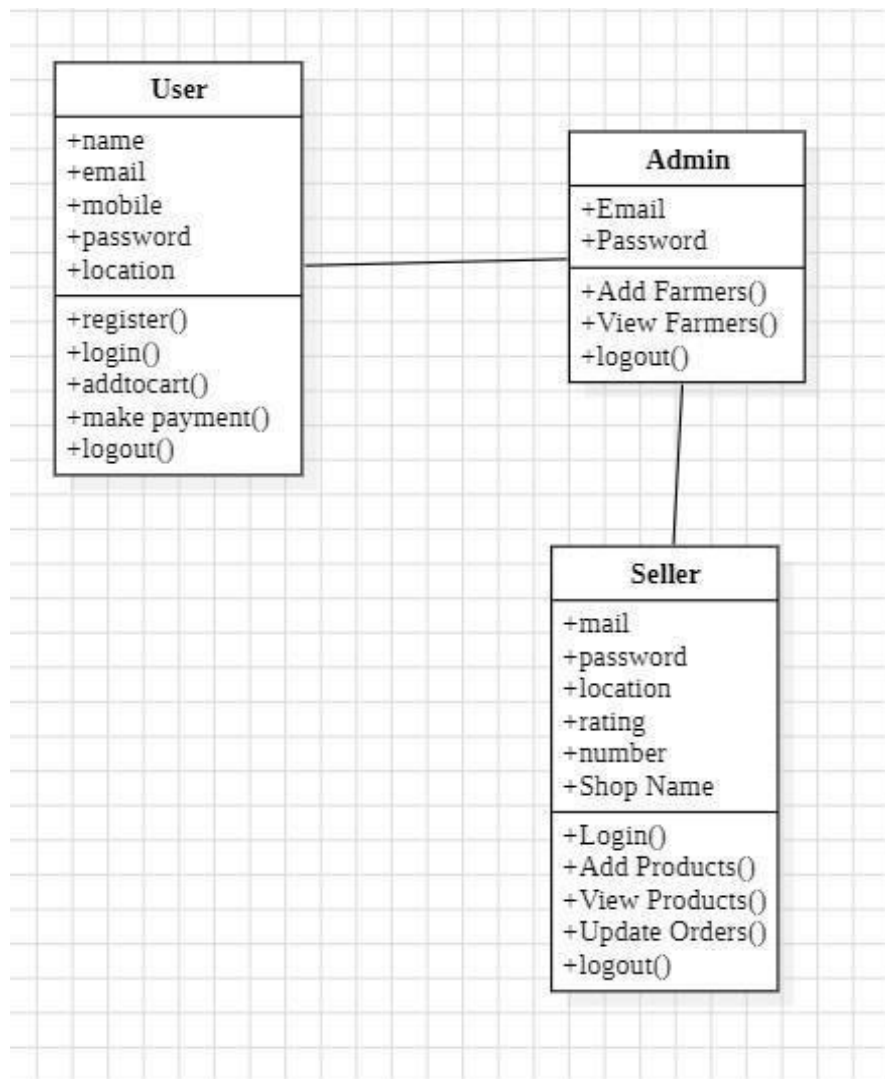 User
+name
+email
+mobile
+password
+location
+register()
+login()
+addtocart()
+make payment()
+logout()
Admin
+Email
+Password
+Add Farmers()
+View Farmers()
+logout()
Seller
+mail
+password
+location
+rating
+number
+Shop Name
+Login()
+Add Products()
+View Products()
+Update Orders()
+logout()